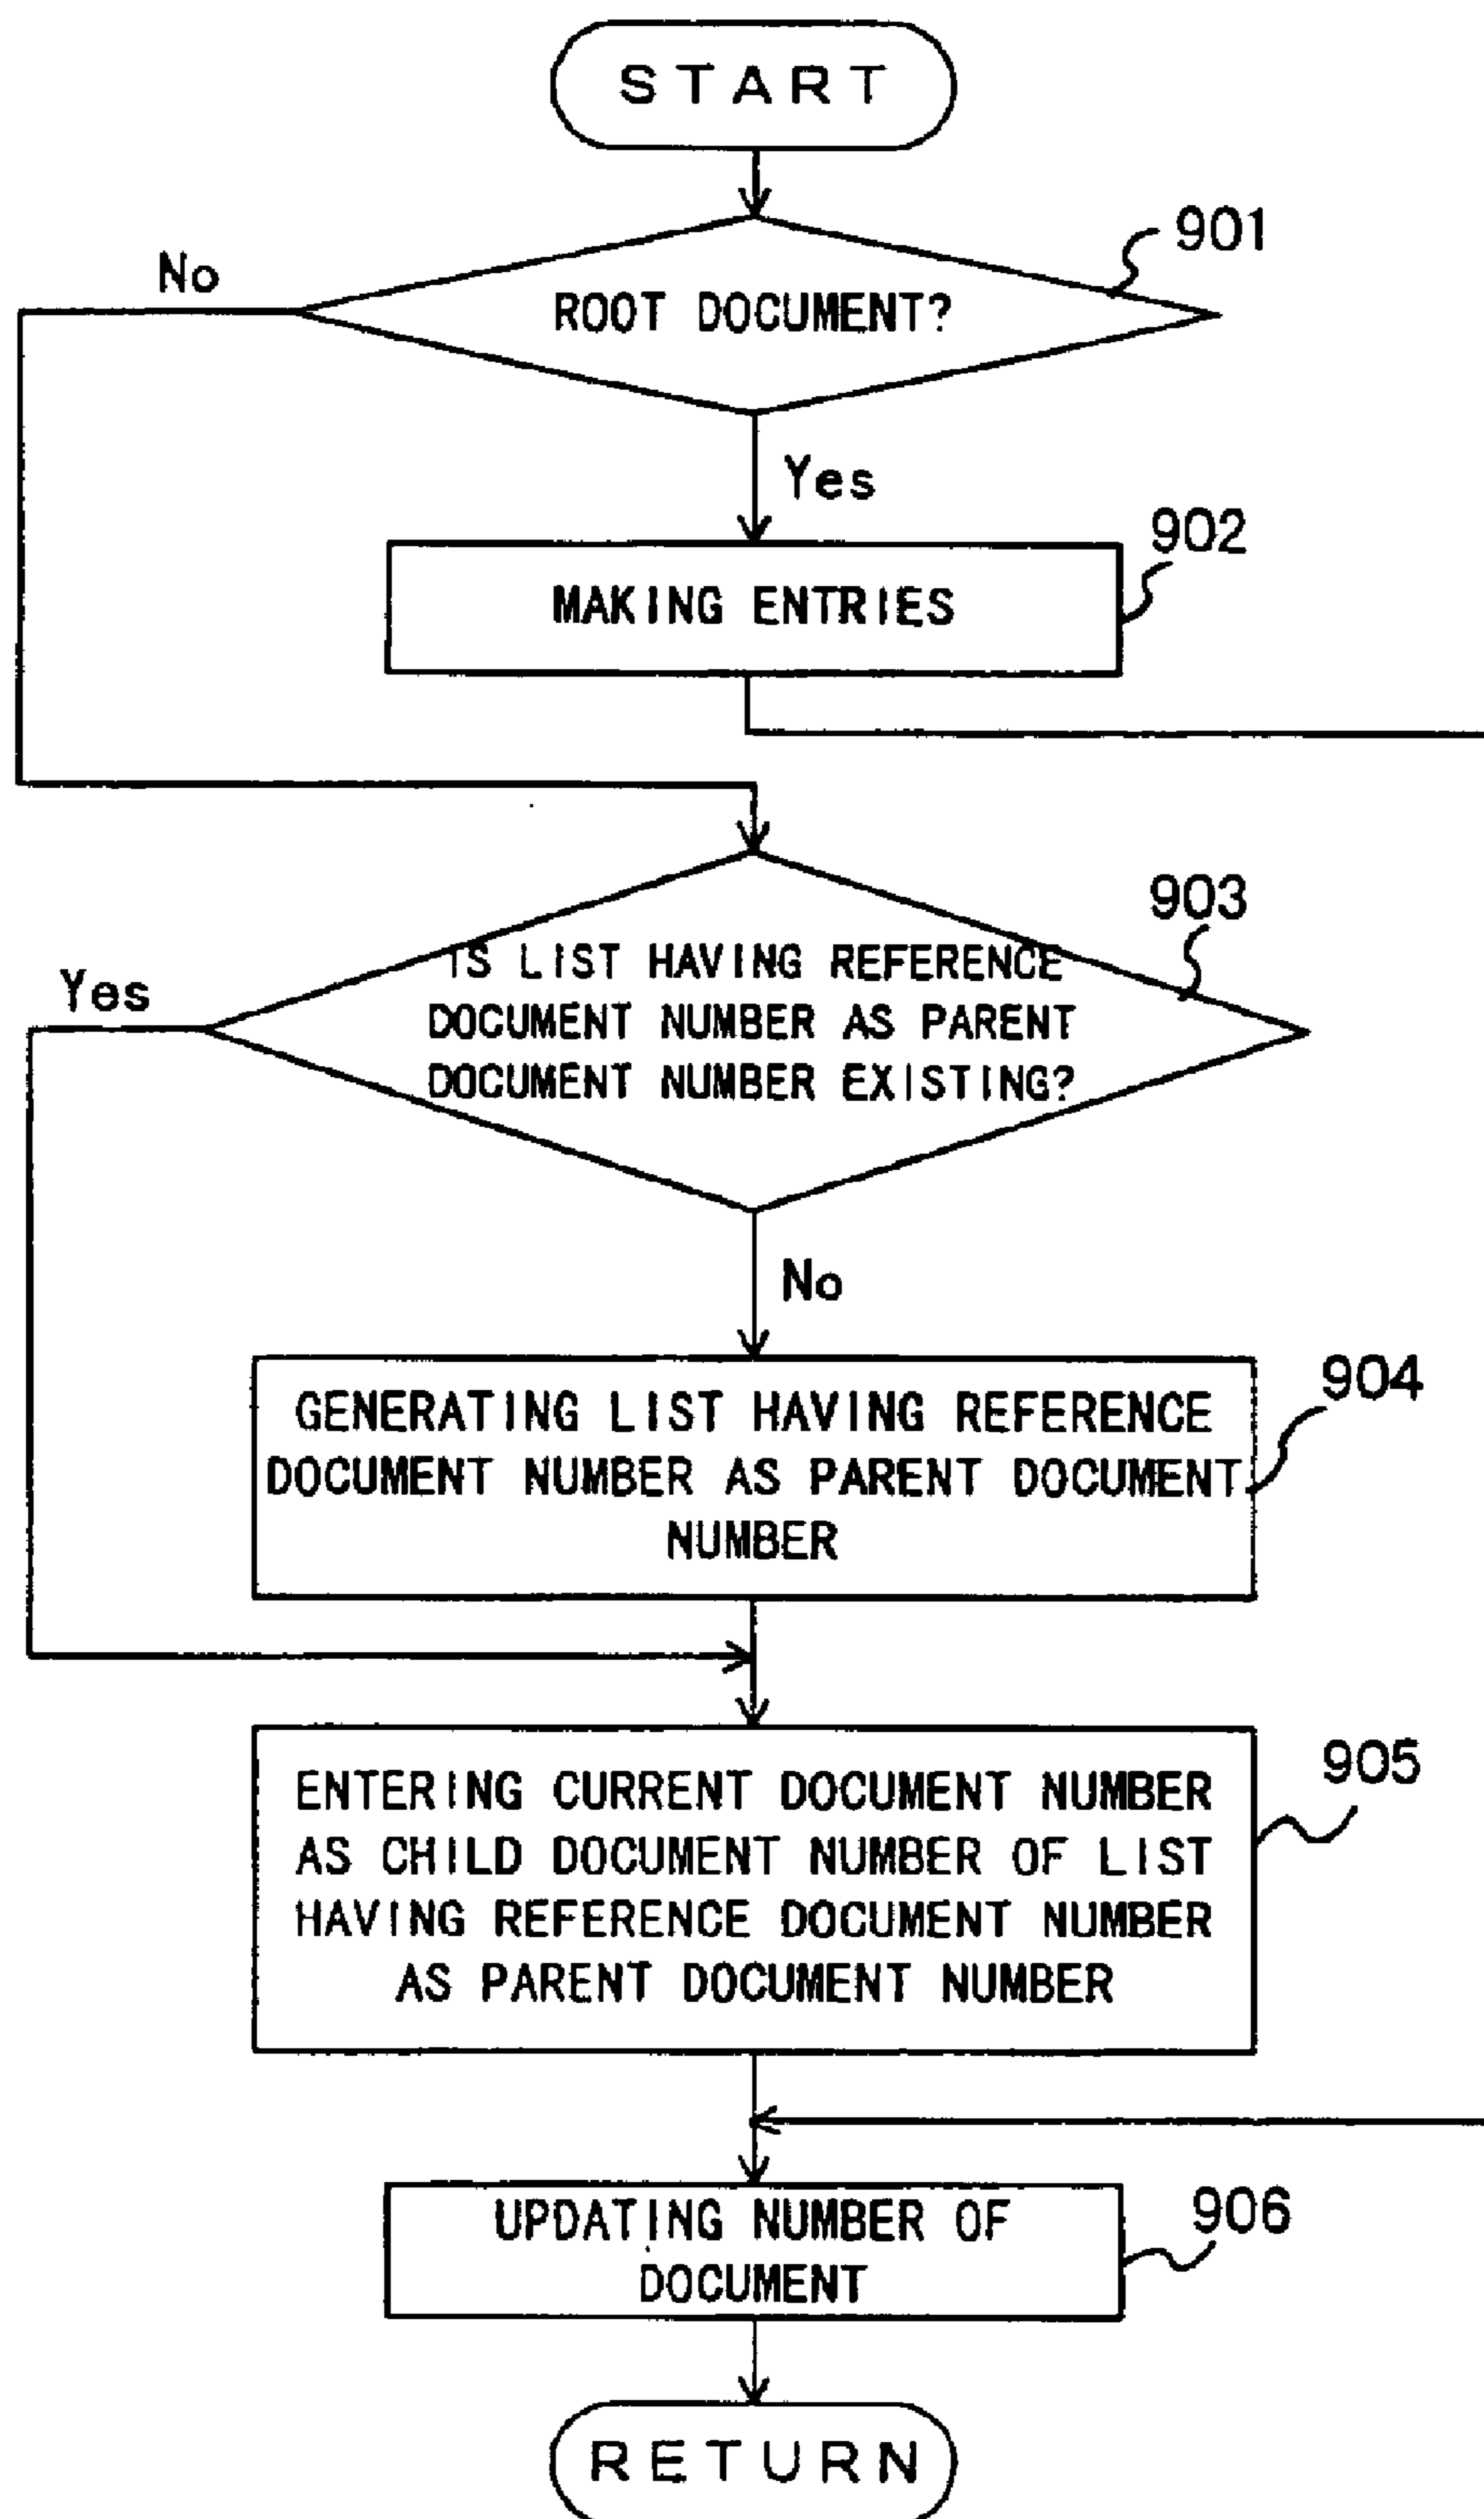 START
901
No
ROOT DOCUMENT?
Yes
902
MAKING ENTRIES
903
IS LIST HAVING REFERENCE
Yes
DOCUMENT NUMBER AS PARENT
DOCUMENT NUMBER EXISTING?
No
904
GENERATING LIST HAVING REFERENCE
DOCUMENT NUMBER AS PARENT DOCUMENT
NUMBER
905
ENTERING CURRENT DOCUMENT NUMBER
AS CHILD DOCUMENT NUMBER OF LIST
HAVING REFERENCE DOCUMENT NUMBER
AS PARENT DOCUMENT NUMBER
906
UPDATING NUMBER OF
DOCUMENT
RETURN